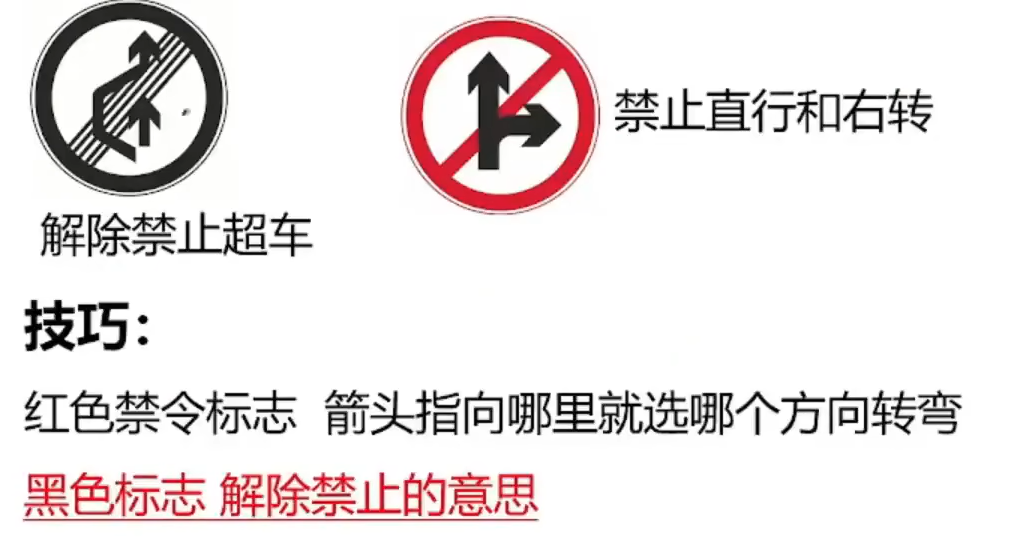 禁止直行和右转
解除禁止超车
技巧：
红色禁令标志 箭头指向哪里就选哪个方向转弯
黑色标志 解除禁止的意思